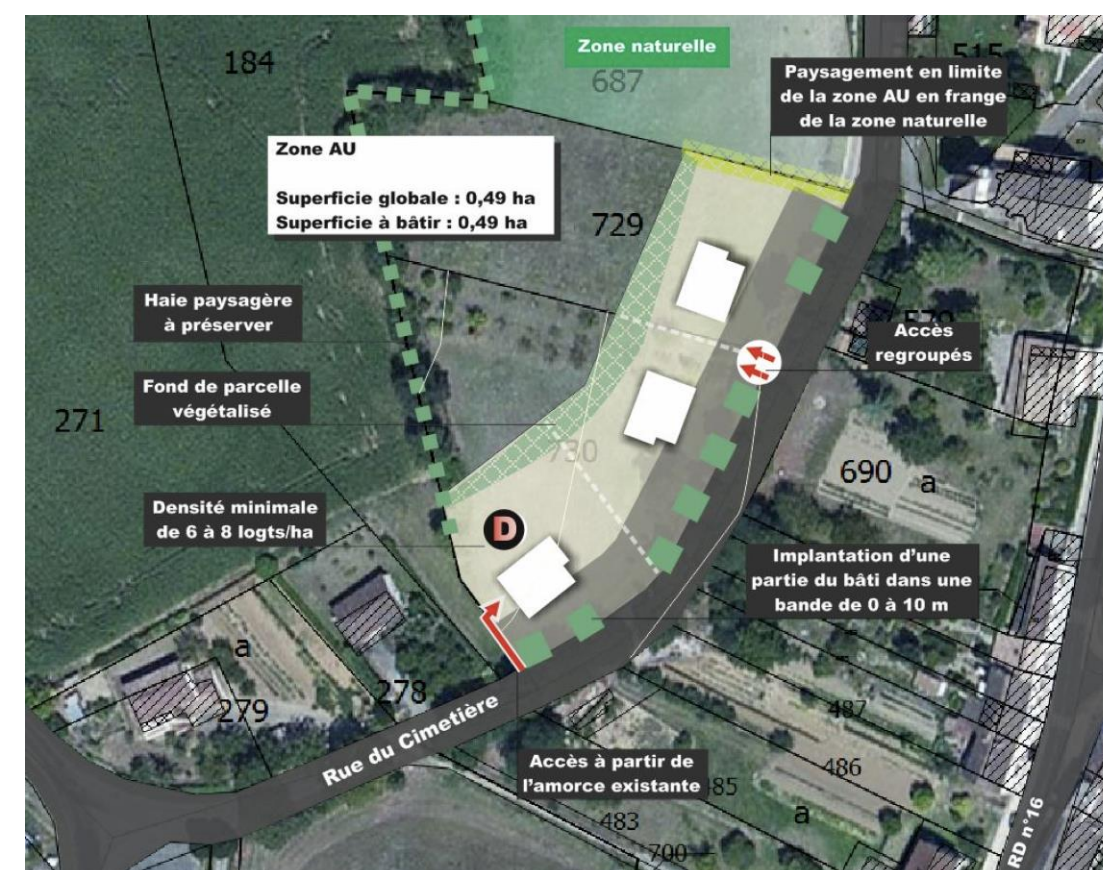 184
Zone naturelle
687
515
Paysagement en limite
de la zone AU en frange
de la zone naturelle
Zone AU
Superficie globale : 0,49 ha
Superficie à bâtir : 0,49 ha
729
Haie paysagère
à préserver
Accès
regroupés
Fond de parcelle
végétalisé
271
730
690
a
Densité minimale
de 6 à 8 logts/ha
D
Implantation d'une
partie du bâti dans une
bande de 0 à 10 m
a
278
279
487
Rue du Cimetière
Accès à partir de
l'amorce existante
486
485
483
a
700
RD n°16